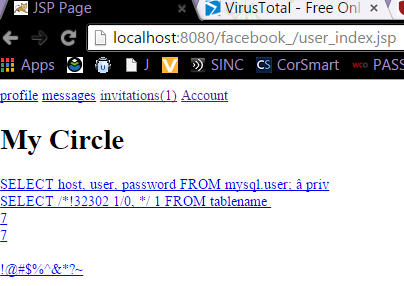 JSP Page VirusTotal - Free Onl
localhost:8080/facebook_/user_index.jsp
Apps J V SINC CS CorSmart wco PASS
profile messages invitations(1) Account
My Circle
SELECT host, user, password FROM mysql.user; â priv
SELECT /*!32302 1/0, */ 1 FROM tablename
7
7
!@#$%^&*?~